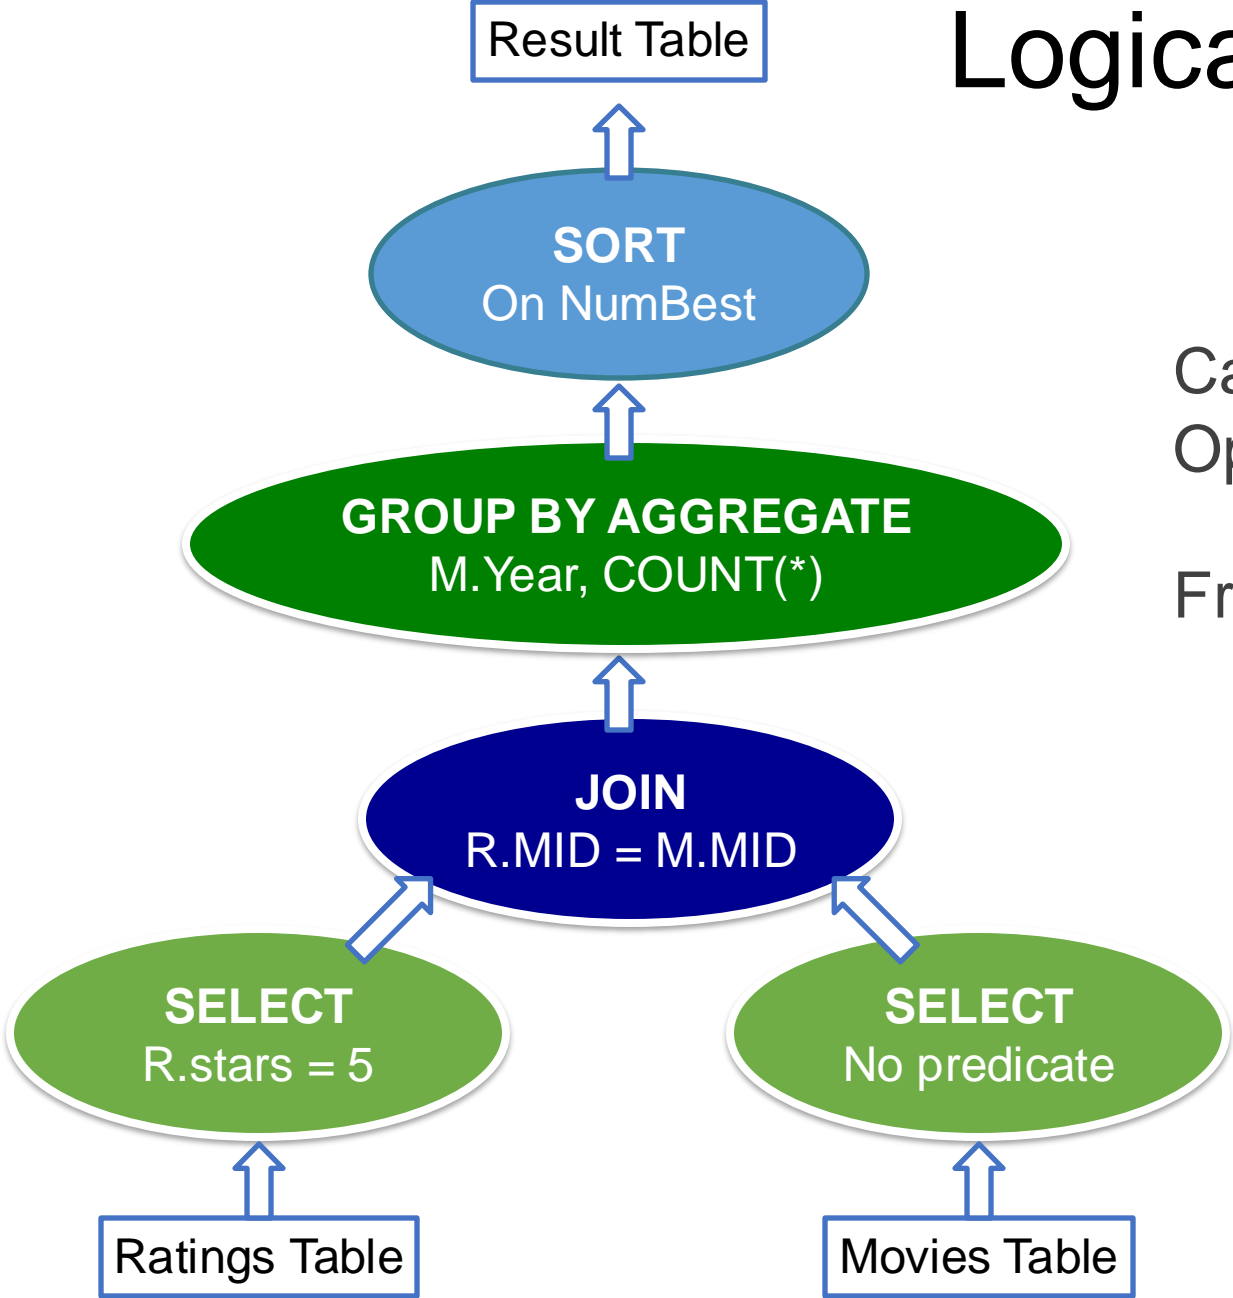 Result Table
Logica
SORT
On NumBest
Ca
Op
GROUP BY AGGREGATE
M.Year, COUNT(*)
Fr
JOIN
R.MID = M.MID
SELECT
R.stars = 5
SELECT
No predicate
Ratings Table
Movies Table